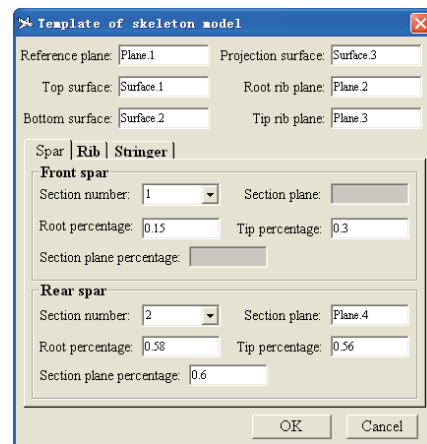 Template of skeleton model
Reference plane: Plane.1 Projection surface: Surface.3
Top surface: Surface.1 Root rib plane: Plane.2
Bottom surface: Surface.2 Tip rib plane: Plane.3
Spar Rib Stringer
Front spar
Section number: 1 Section plane:
Root percentage: 0.15 Tip percentage: 0.3
Section plane percentage:
Rear spar
Section number: 2 Section plane: Plane.4
Root percentage: 0.58 Tip percentage: 0.56
Section plane percentage: 0.6
OK Cancel